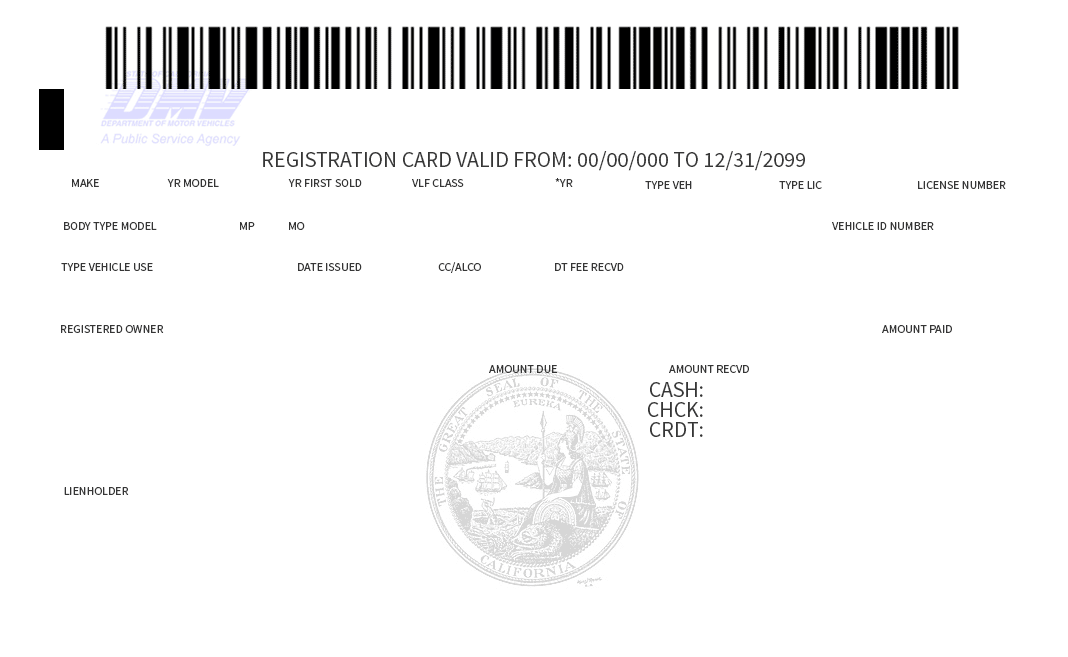 STATE OF CALIFORNIA
DMV
DEPARTMENT OF MOTOR VEHICLES
A Public Service Agency
REGISTRATION CARD VALID FROM: 00/00/000 TO 12/31/2099
MAKE YR MODEL YR FIRST SOLD VLF CLASS *YR TYPE VEH TYPE LIC LICENSE NUMBER
BODY TYPE MODEL MP MO VEHICLE ID NUMBER
TYPE VEHICLE USE DATE ISSUED CC/ALCO DT FEE RECVD
REGISTERED OWNER AMOUNT PAID
AMOUNT DUE AMOUNT RECVD
CASH:
CHCK:
CRDT:
THE GREAT SEAL OF THE STATE OF CALIFORNIA
EUREKA
LIENHOLDER